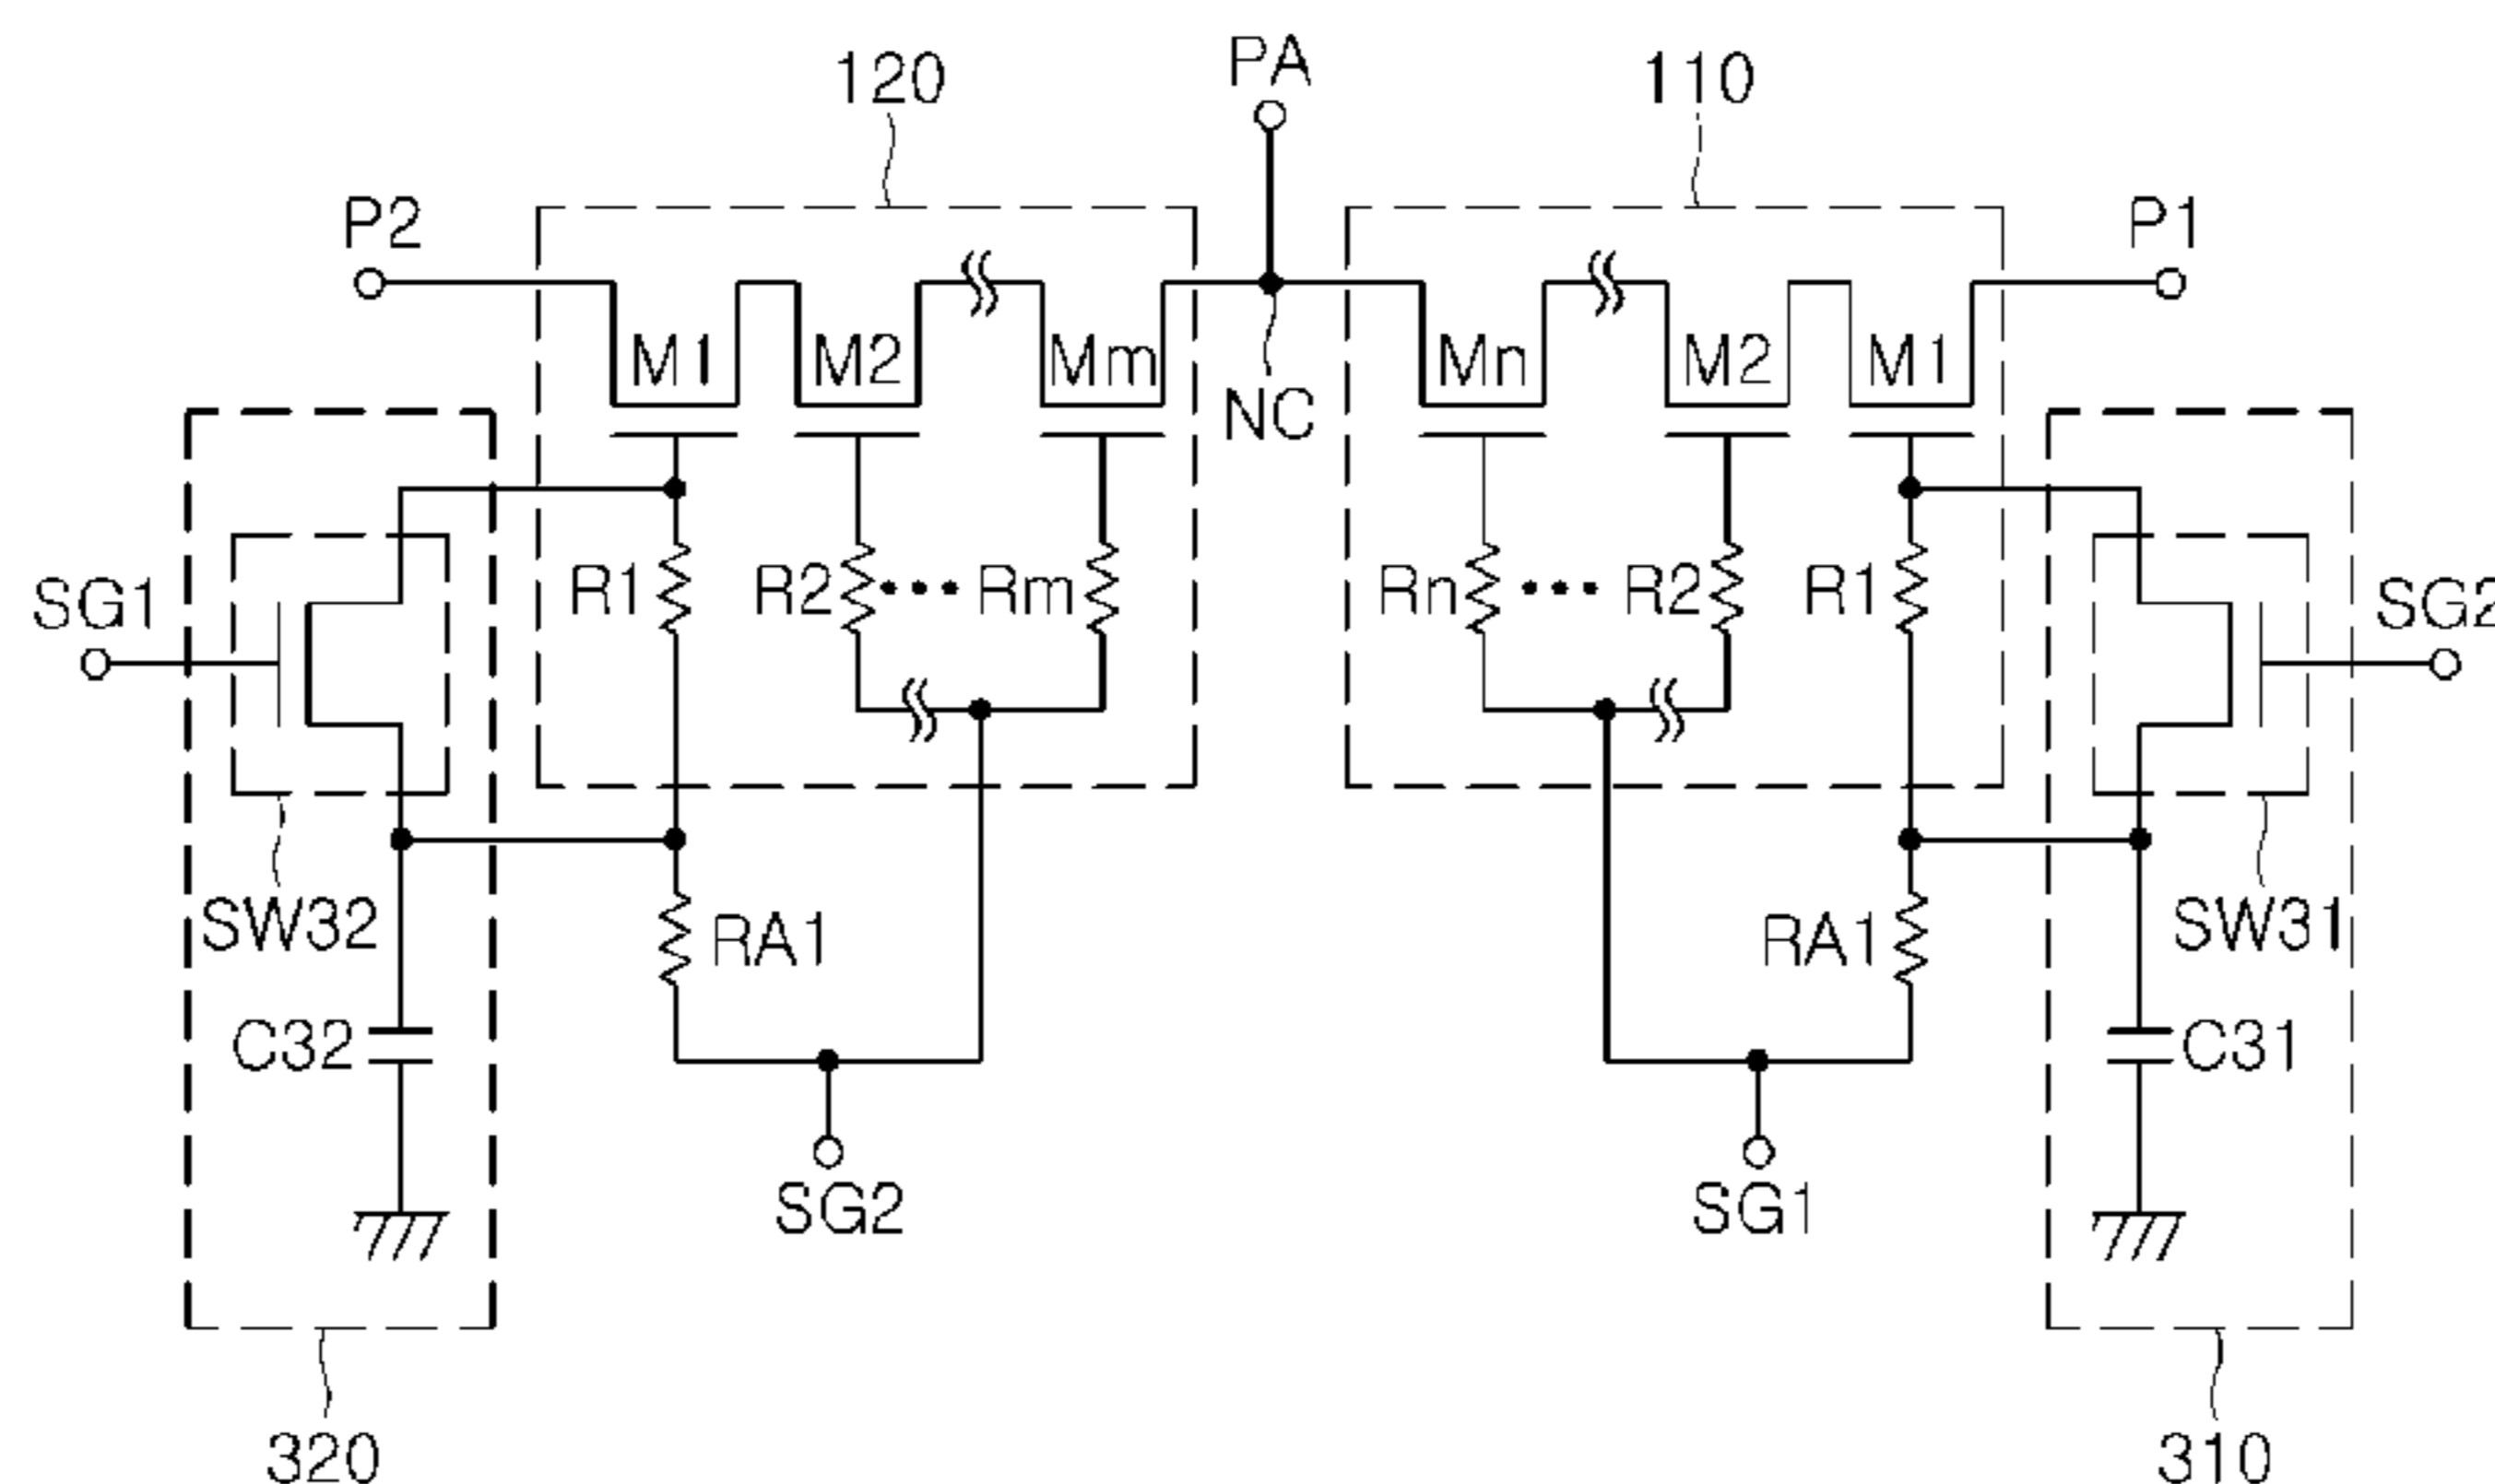 120 PA 110
P2 P1
M1 M2 Mm Mn M2 M1
NC
SG1 R1 R2 Rm Rn R2 R1 SG2
SW32 RA1 RA1 SW31
C32 C31
SG2 SG1
320 310